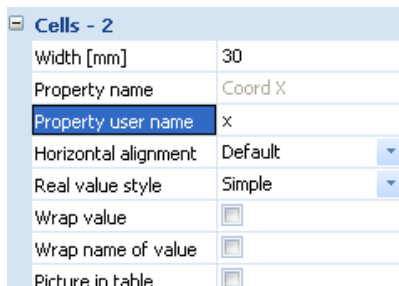 Cells - 2
Width [mm] 30
Property name Coord X
Property user name x
Horizontal alignment Default
Real value style Simple
Wrap value
Wrap name of value
Picture in table